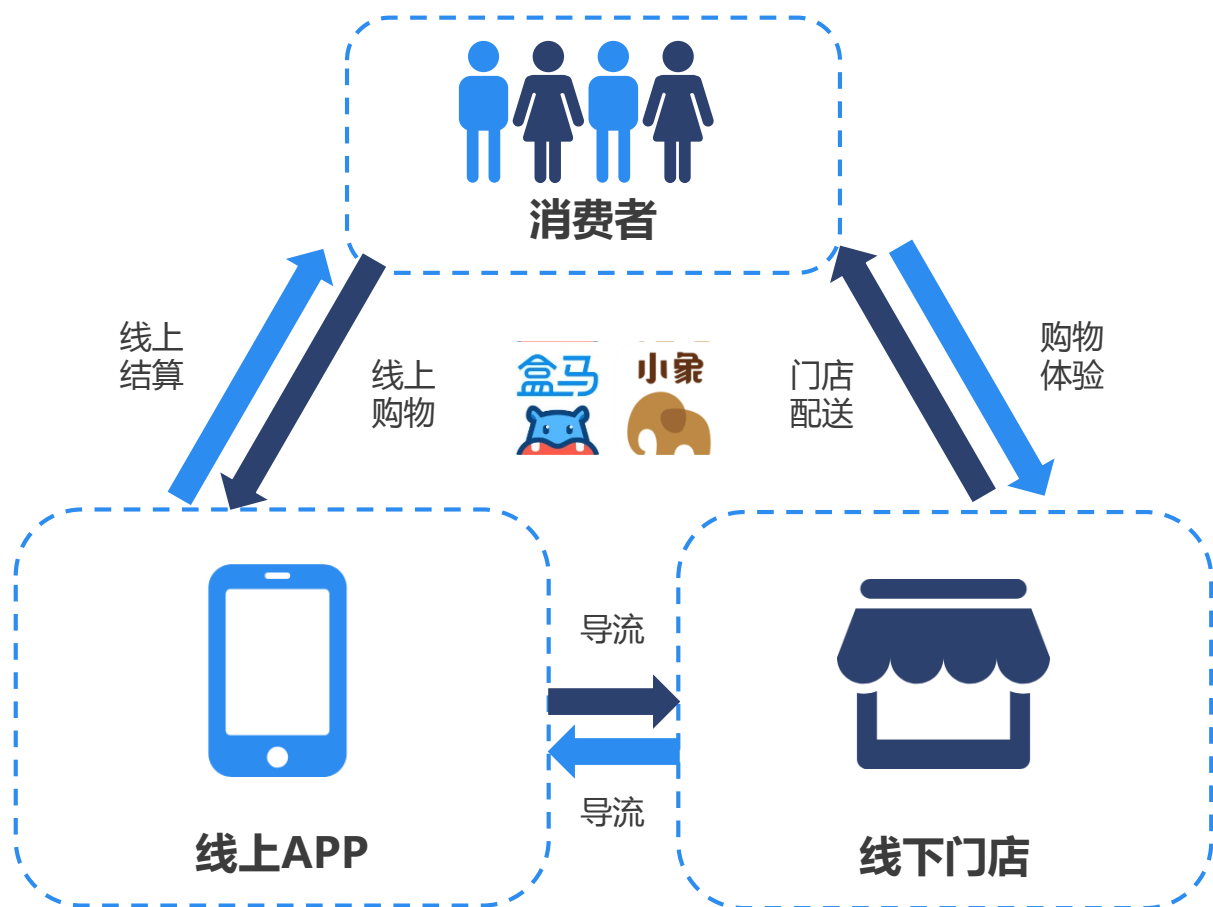 消费者
线上
结算
线上
购物
盒马
小象
门店
配送
购物
体验
导流
导流
线上APP
线下门店